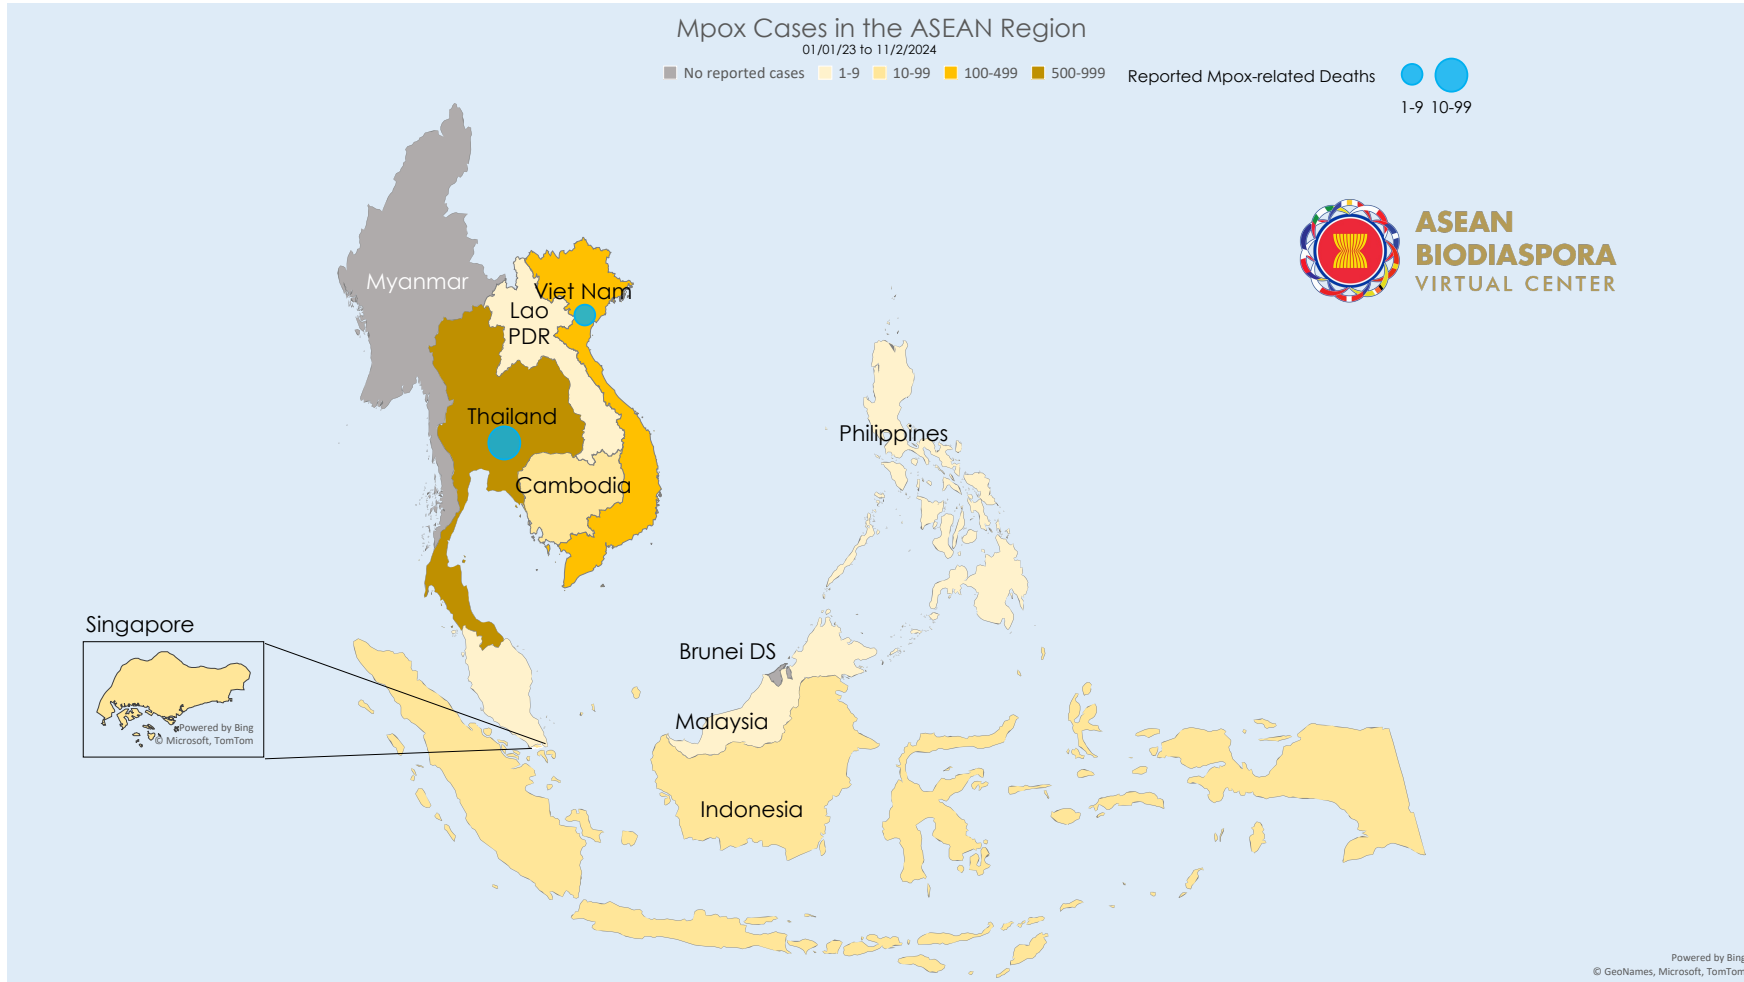 Mpox Cases in the ASEAN Region
01/01/23 to 11/2/2024
No reported cases 1-9 10-99 100-499 500-999
Reported Mpox-related Deaths
1-9 10-99
ASEAN
BIODIASPORA
VIRTUAL CENTER
Myanmar
Viet Nam
Lao
PDR
Thailand
Philippines
Cambodia
Singapore
Powered by Bing
© Microsoft, TomTom
Brunei DS
Malaysia
Indonesia
Powered by Bing
© GeoNames, Microsoft, TomTom